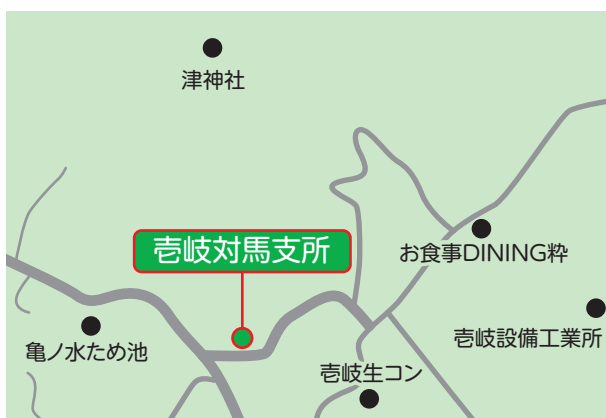 津神社
壱岐対馬支所
お食事DINING粋
壱岐設備工業所
亀ノ水ため池
壱岐生コン